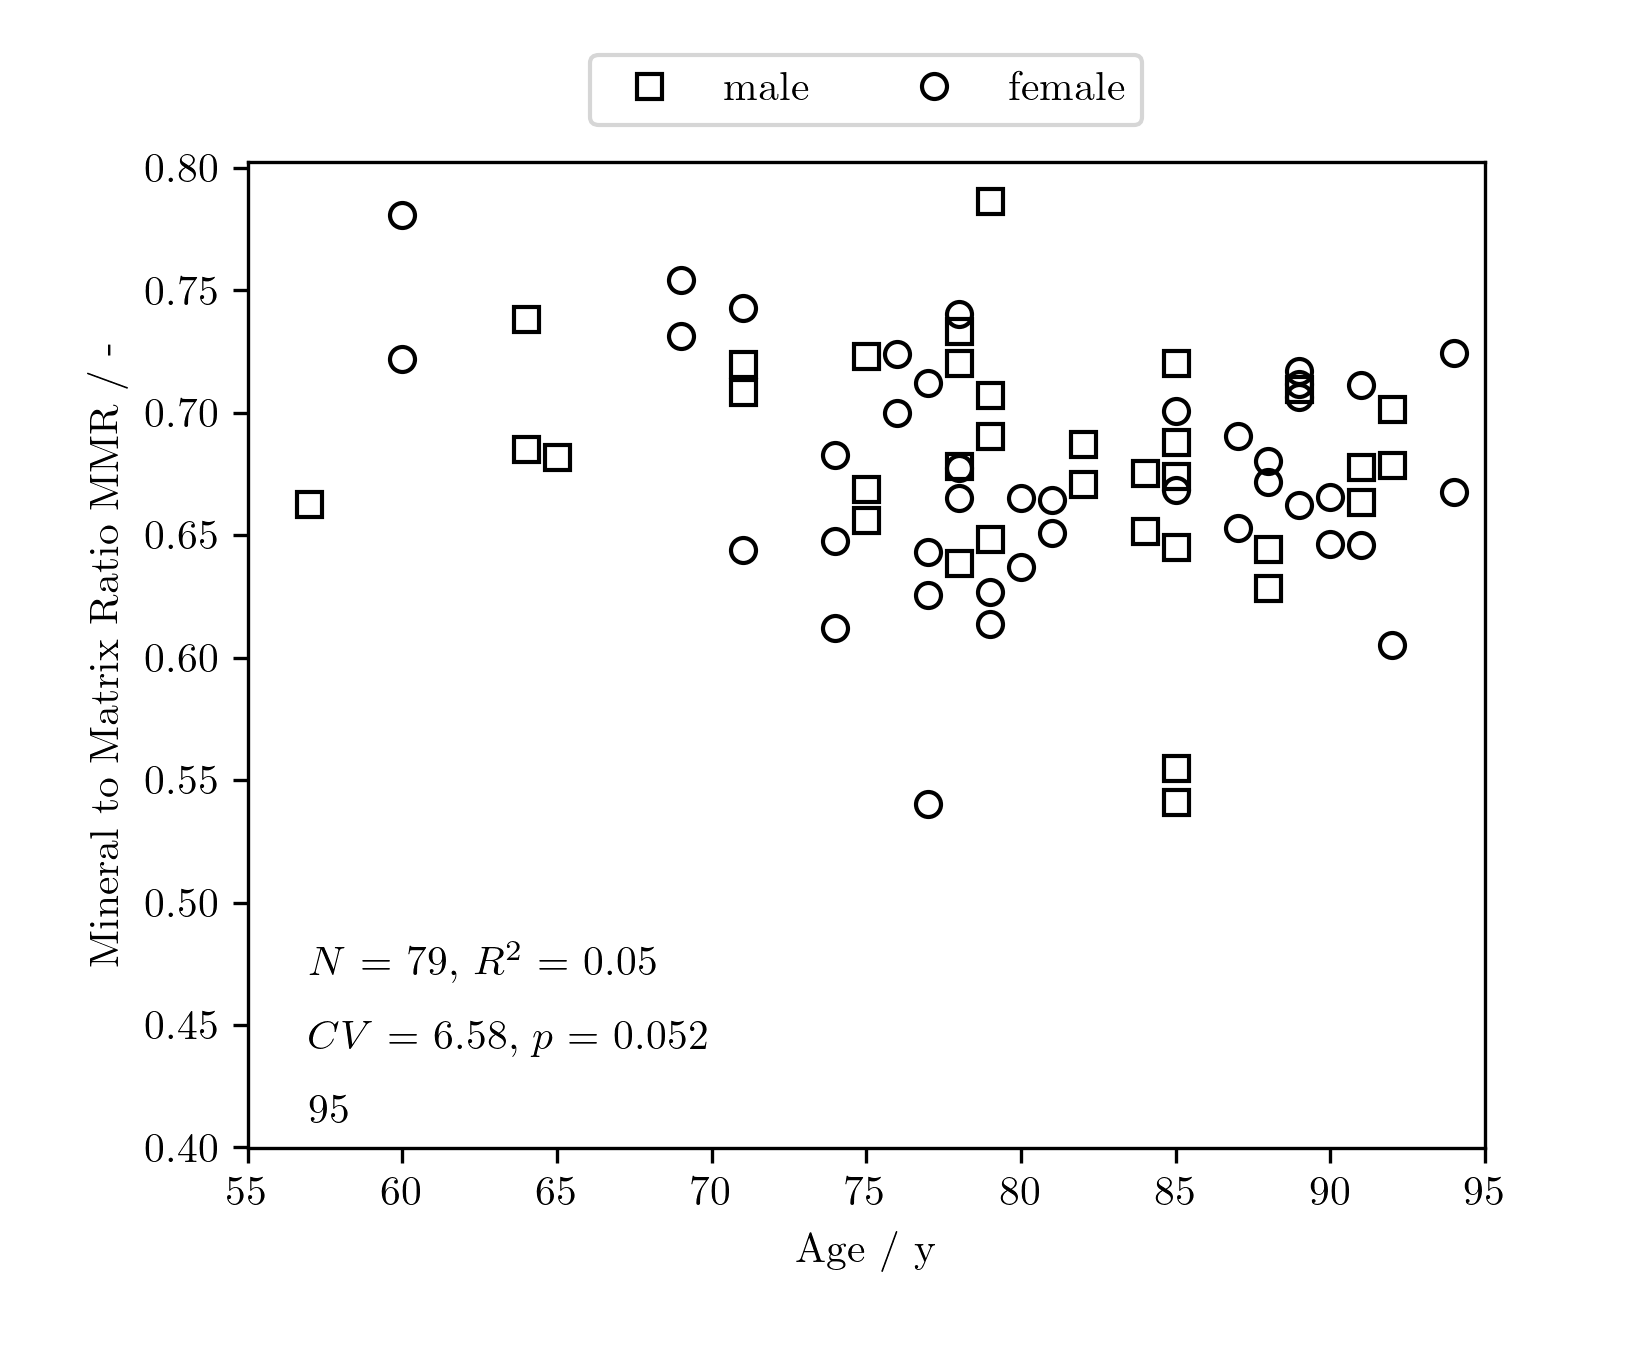 male female
0.80
0.75
0.70
0.65
0.60
0.55
0.50
0.45
0.40
Mineral to Matrix Ratio MMR / -
N = 79, R² = 0.05
CV = 6.58, p = 0.052
95
55 60 65 70 75 80 85 90 95
Age / y